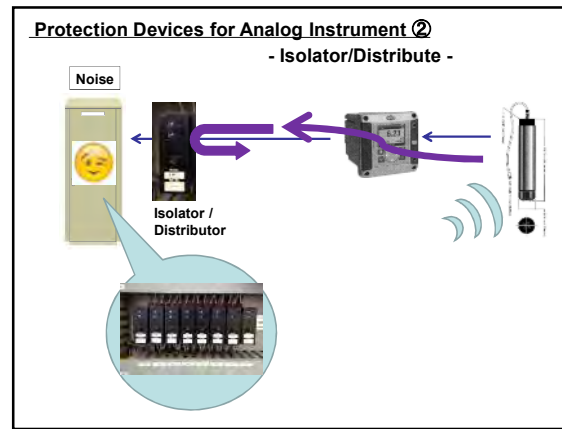 Protection Devices for Analog Instrument ②
- Isolator/Distribute -
Noise
Isolator /
Distributor